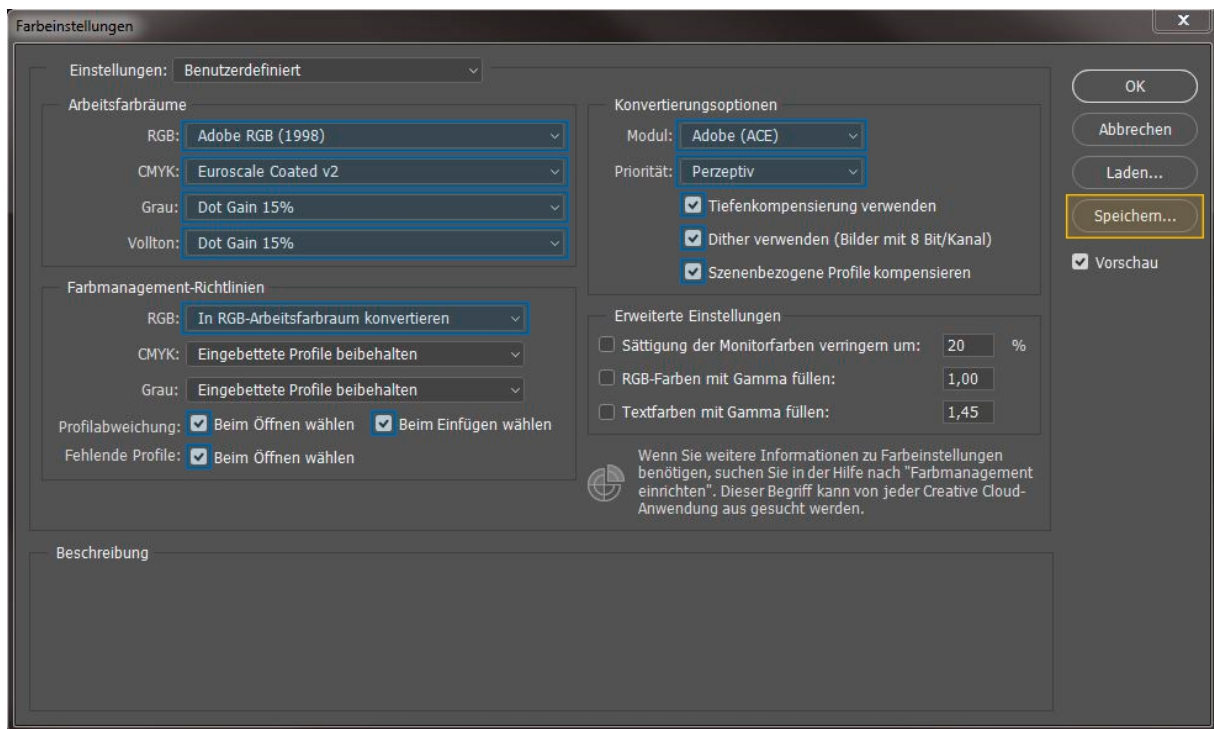 Farbeinstellungen
x
Einstellungen: Benutzerdefiniert
Arbeitsfarbräume
RGB: Adobe RGB (1998)
CMYK: Euroscale Coated v2
Grau: Dot Gain 15%
Vollton: Dot Gain 15%
Farbmanagement-Richtlinien
RGB: In RGB-Arbeitsfarbraum konvertieren
CMYK: Eingebettete Profile beibehalten
Grau: Eingebettete Profile beibehalten
Profilabweichung: Beim Öffnen wählen Beim Einfügen wählen
Fehlende Profile: Beim Öffnen wählen
Konvertierungsoptionen
Modul: Adobe (ACE)
Priorität: Perzeptiv
Tiefenkompensierung verwenden
Dither verwenden (Bilder mit 8 Bit/Kanal)
Szenenbezogene Profile kompensieren
Erweiterte Einstellungen
Sättigung der Monitorfarben verringern um: 20 %
RGB-Farben mit Gamma füllen: 1,00
Textfarben mit Gamma füllen: 1,45
Wenn Sie weitere Informationen zu Farbeinstellungen
benötigen, suchen Sie in der Hilfe nach "Farbmanagement
einrichten". Dieser Begriff kann von jeder Creative Cloud-
Anwendung aus gesucht werden.
OK
Abbrechen
Laden...
Speichern...
Vorschau
Beschreibung